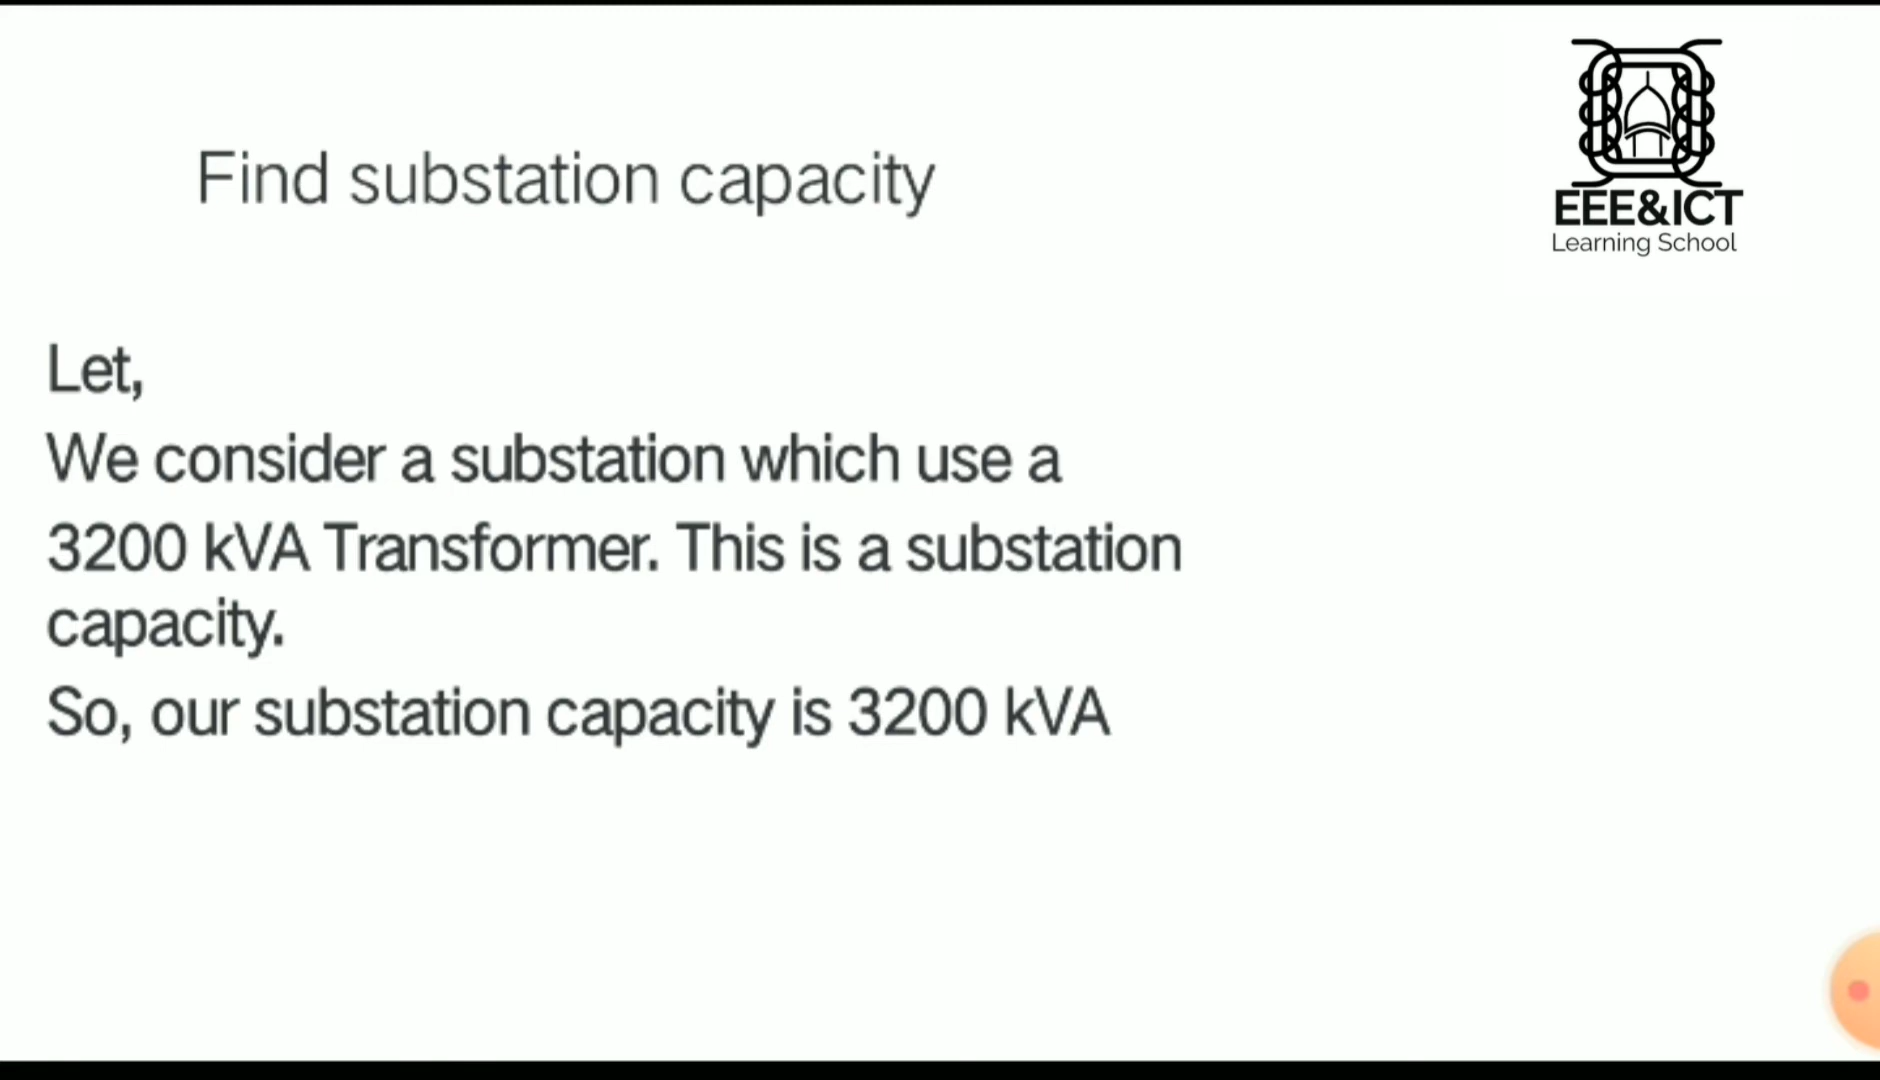 EEE&ICT
Learning School
Find substation capacity
Let,
We consider a substation which use a
3200 kVA Transformer. This is a substation
capacity.
So, our substation capacity is 3200 kVA